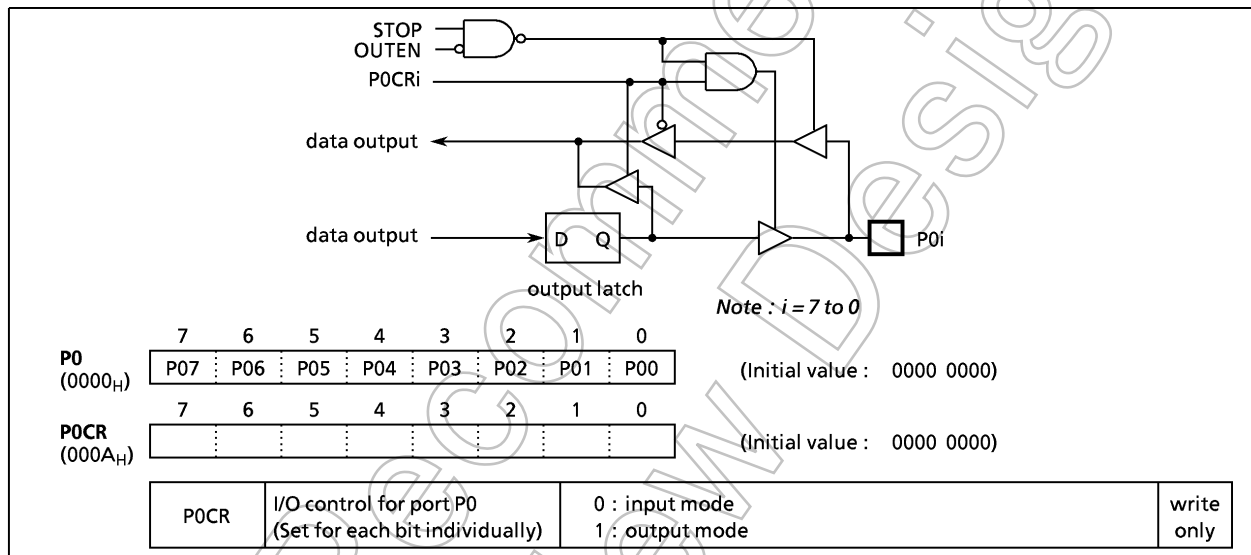 STOP
OUTEN
P0CRi
data output
data output
D Q
P0i
output latch
Note : i = 7 to 0
7 6 5 4 3 2 1 0
P0
(0000H)
P07 P06 P05 P04 P03 P02 P01 P00
(Initial value : 0000 0000)
7 6 5 4 3 2 1 0
P0CR
(000AH)
(Initial value : 0000 0000)
P0CR
I/O control for port P0
(Set for each bit individually)
0 : input mode
1 : output mode
write
only